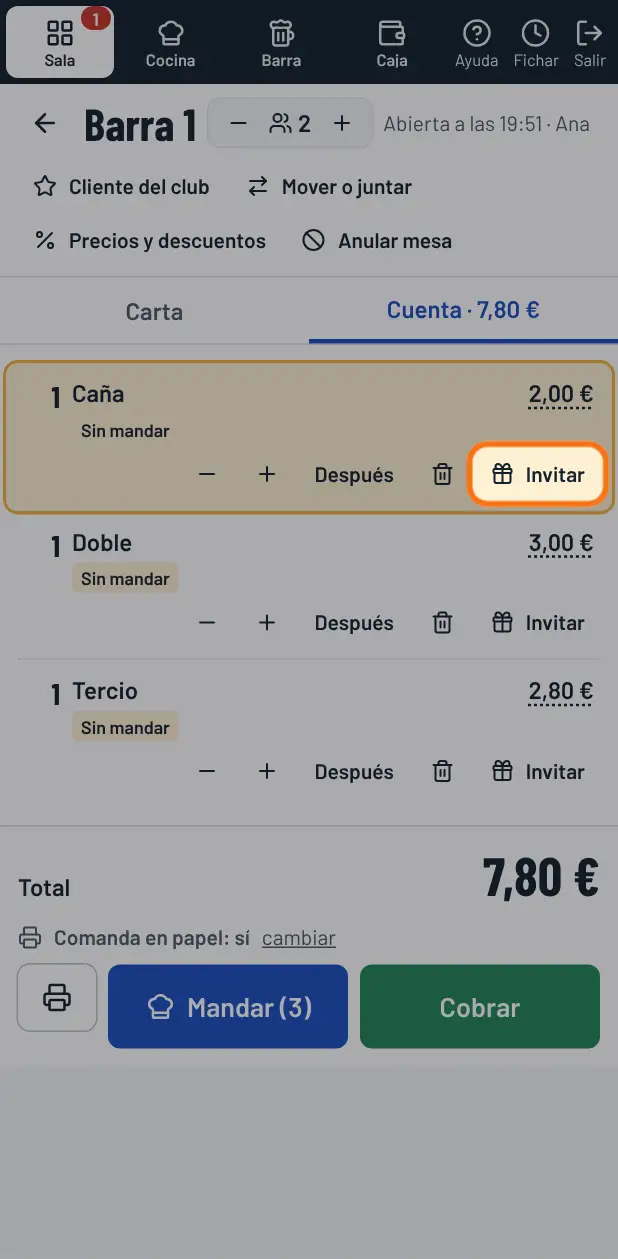 1
Sala
Cocina
Barra
Caja
Ayuda
Fichar
Salir
Barra 1
2
Abierta a las 19:51 · Ana
Cliente del club
Mover o juntar
Precios y descuentos
Anular mesa
Carta
Cuenta · 7,80 €
1 Caña 2,00 €
Sin mandar
− + Después Invitar
1 Doble 3,00 €
Sin mandar
− + Después Invitar
1 Tercio 2,80 €
Sin mandar
− + Después Invitar
Total 7,80 €
Comanda en papel: sí cambiar
Mandar (3)
Cobrar